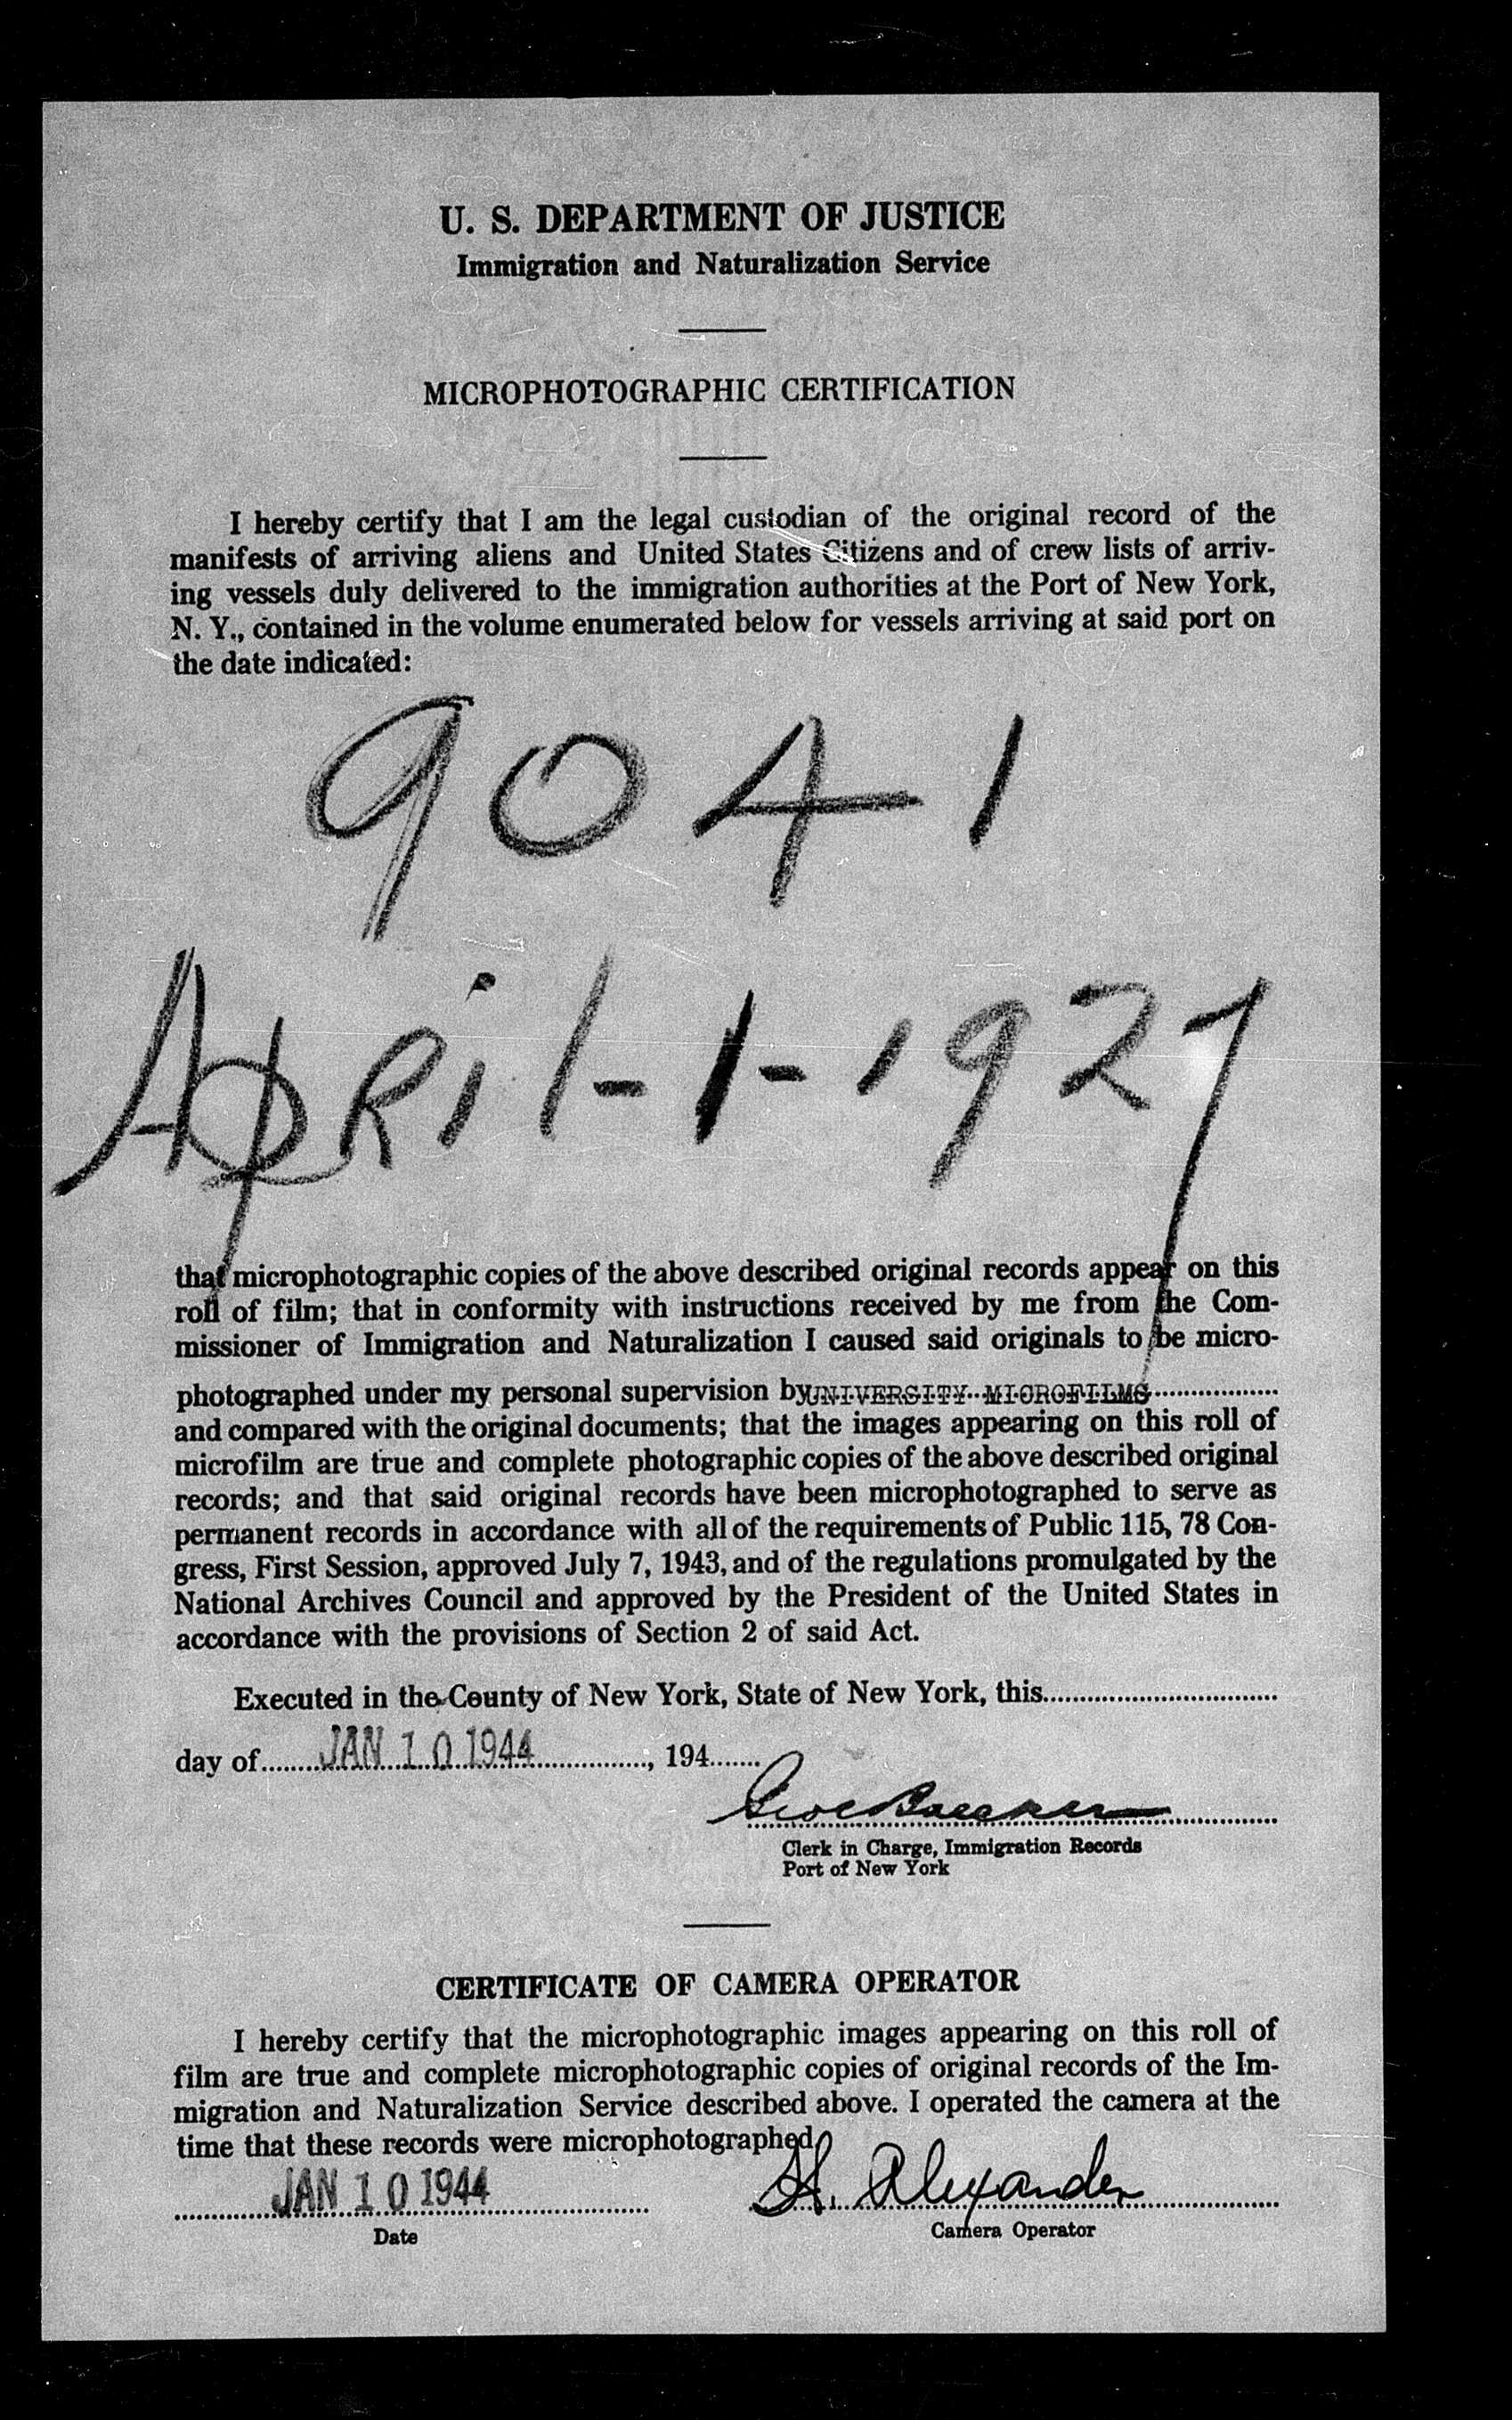 U. S. DEPARTMENT OF JUSTICE
Immigration and Naturalization Service
MICROPHOTOGRAPHIC CERTIFICATION
I hereby certify that I am the legal custodian of the original record of the
manifests of arriving aliens and United States Citizens and of crew lists of arriv-
ing vessels duly delivered to the immigration authorities at the Port of New York,
N. Y., contained in the volume enumerated below for vessels arriving at said port on
the date indicated:
9041
April-1-1927
that microphotographic copies of the above described original records appear on this
roll of film; that in conformity with instructions received by me from the Com-
missioner of Immigration and Naturalization I caused said originals to be micro-
photographed under my personal supervision by UNIVERSITY MICROFILMS
and compared with the original documents; that the images appearing on this roll of
microfilm are true and complete photographic copies of the above described original
records; and that said original records have been microphotographed to serve as
permanent records in accordance with all of the requirements of Public 115, 78 Con-
gress, First Session, approved July 7, 1943, and of the regulations promulgated by the
National Archives Council and approved by the President of the United States in
accordance with the provisions of Section 2 of said Act.
Executed in the County of New York, State of New York, this
day of JAN 10 1944, 194
Clerk in Charge, Immigration Records
Port of New York
CERTIFICATE OF CAMERA OPERATOR
I hereby certify that the microphotographic images appearing on this roll of
film are true and complete microphotographic copies of original records of the Im-
migration and Naturalization Service described above. I operated the camera at the
time that these records were microphotographed.
JAN 10 1944 H. Alexander
Date Camera Operator